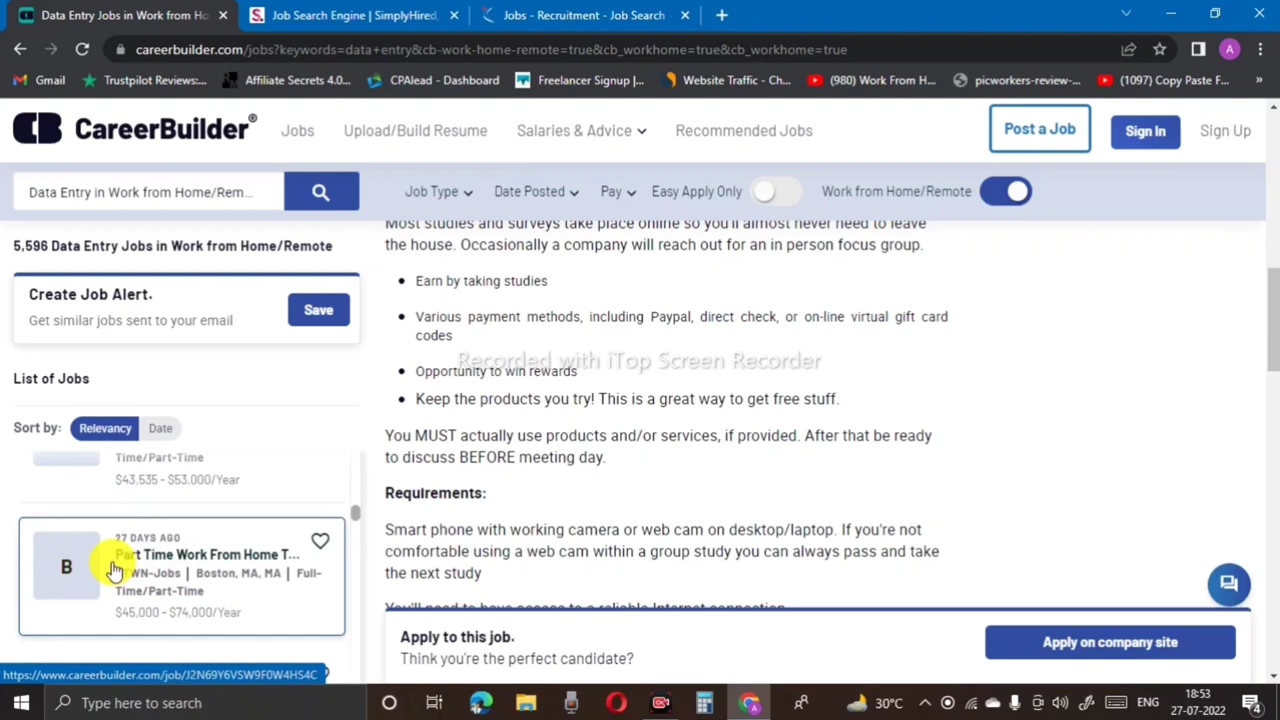 Data Entry Jobs in Work from Ho
Job Search Engine | SimplyHired,
Jobs - Recruitment - Job Search
careerbuilder.com/jobs?keywords=data+entry&cb-work-home-remote=true&cb_workhome=true&cb_workhome=true
A
Gmail
Trustpilot Reviews:...
Affiliate Secrets 4.0...
CPAlead - Dashboard
Freelancer Signup |...
Website Traffic - Ch...
(980) Work From H...
picworkers-review-...
(1097) Copy Paste F...
»
CareerBuilder®
Jobs
Upload/Build Resume
Salaries & Advice
Recommended Jobs
Post a Job
Sign In
Sign Up
Data Entry in Work from Home/Rem...
Job Type
Date Posted
Pay
Easy Apply Only
Work from Home/Remote
5,596 Data Entry Jobs in Work from Home/Remote
Create Job Alert.
Get similar jobs sent to your email
Save
List of Jobs
Sort by:
Relevancy
Date
Time/Part-Time
$43,535 - $53,000/Year
27 DAYS AGO
B
Part Time Work From Home T...
-Jobs | Boston, MA, MA | Full-
Time/Part-Time
$45,000 - $74,000/Year
https://www.careerbuilder.com/job/J2N69Y6VSW9F0W4HS4C
Most studies and surveys take place online so you'll almost never need to leave
the house. Occasionally a company will reach out for an in person focus group.
Earn by taking studies
Various payment methods, including Paypal, direct check, or on-line virtual gift card
codes
Recorded with iTop Screen Recorder
Opportunity to win rewards
Keep the products you try! This is a great way to get free stuff.
You MUST actually use products and/or services, if provided. After that be ready
to discuss BEFORE meeting day.
Requirements:
Smart phone with working camera or web cam on desktop/laptop. If you're not
comfortable using a web cam within a group study you can always pass and take
the next study
You'll need to have access to a reliable Internet connection
Apply to this job.
Think you're the perfect candidate?
Apply on company site
Type here to search
30°C
ENG
18:53
27-07-2022
4